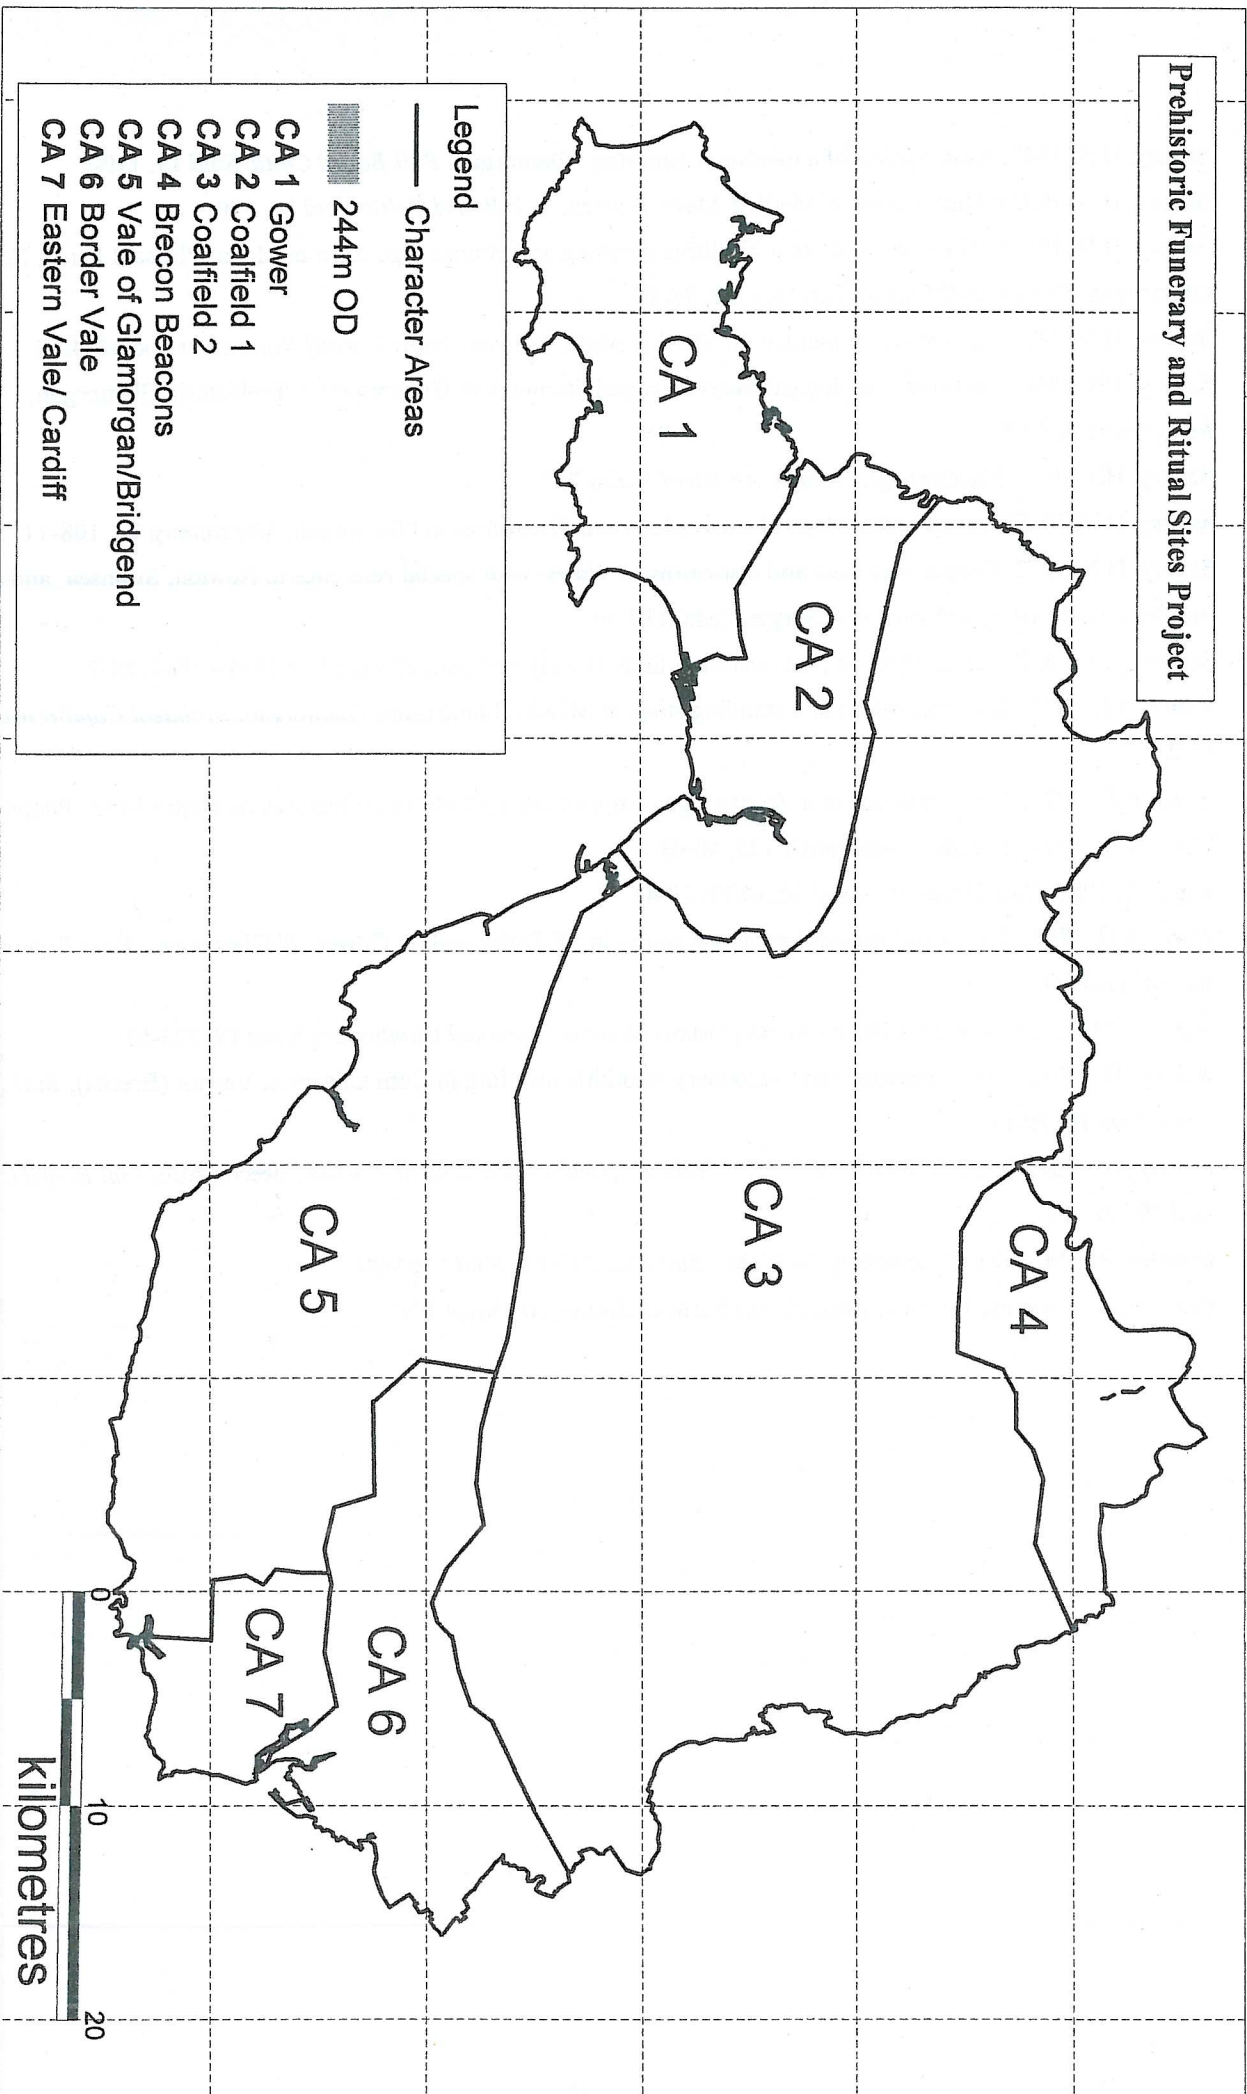 Prehistoric Funerary and Ritual Sites Project
CA 1
CA 2
CA 3
CA 4
CA 5
CA 6
CA 7
Legend
Character Areas
244m OD
CA 1 Gower
CA 2 Coalfield 1
CA 3 Coalfield 2
CA 4 Brecon Beacons
CA 5 Vale of Glamorgan/Bridgend
CA 6 Border Vale
CA 7 Eastern Vale/Cardiff
0 10 20
kilometres